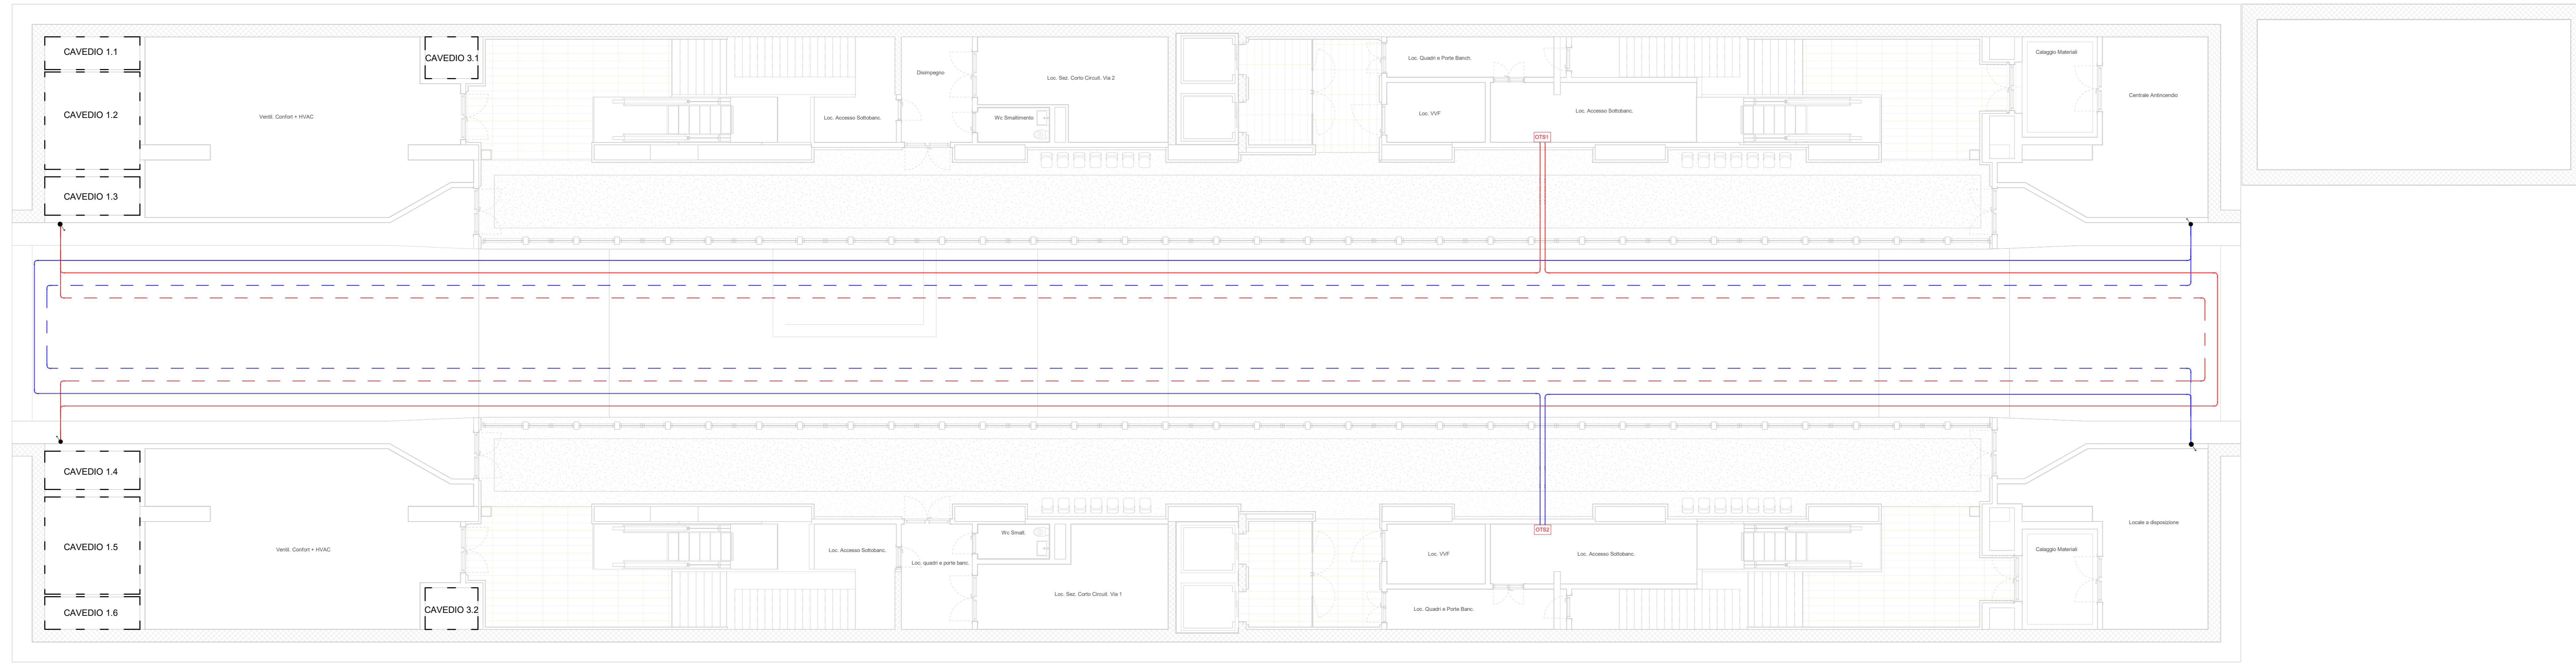 CAVEDIO 1.1
CAVEDIO 3.1
Calaggio Materiali
Loc. Quadri e Porte Banch.
Disimpegno
Loc. Sez. Corto Circuit. Via 2
Centrale Antincendio
CAVEDIO 1.2
Ventil. Confort + HVAC
Loc. Accesso Sottobanc.
Wc Smaltimento
Loc. VVF
Loc. Accesso Sottobanc.
OTS1
CAVEDIO 1.3
CAVEDIO 1.4
Locale a disposizione
OTS2
Wc Smalt.
CAVEDIO 1.5
Ventil. Confort + HVAC
Loc. Accesso Sottobanc.
Loc. VVF
Loc. Accesso Sottobanc.
Calaggio Materiali
Loc. quadri e porte banc.
Loc. Sez. Corto Circuit. Via 1
CAVEDIO 1.6
CAVEDIO 3.2
Loc. Quadri e Porte Banc.